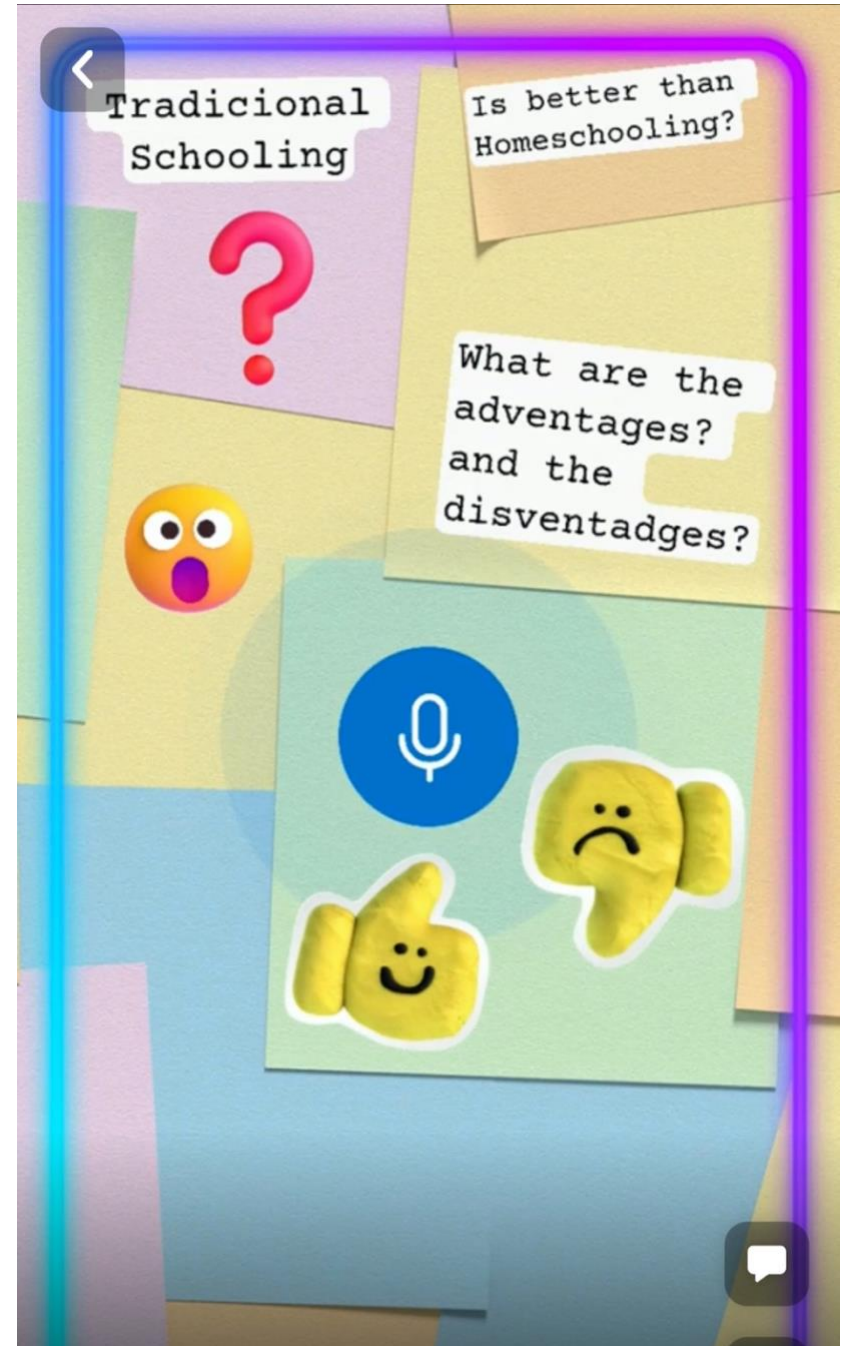 Tradicional
Schooling
Is better than
Homeschooling?
What are the
adventages?
and the
disventadges?